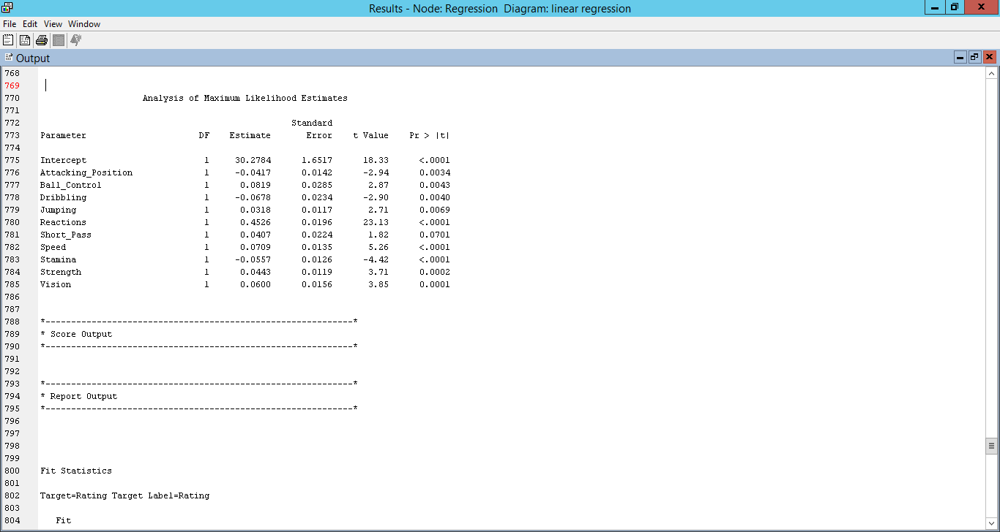 Results - Node: Regression  Diagram: linear regression
File Edit View Window
Output
768
769
770 Analysis of Maximum Likelihood Estimates
771
772 Standard
773 Parameter DF Estimate Error t Value Pr > |t|
774
775 Intercept 1 30.2784 1.6517 18.33 <.0001
776 Attacking_Position 1 -0.0417 0.0142 -2.94 0.0034
777 Ball_Control 1 0.0819 0.0285 2.87 0.0043
778 Dribbling 1 -0.0678 0.0234 -2.90 0.0040
779 Jumping 1 0.0318 0.0117 2.71 0.0069
780 Reactions 1 0.4526 0.0196 23.13 <.0001
781 Short_Pass 1 0.0407 0.0224 1.82 0.0701
782 Speed 1 0.0709 0.0135 5.26 <.0001
783 Stamina 1 -0.0557 0.0126 -4.42 <.0001
784 Strength 1 0.0443 0.0119 3.71 0.0002
785 Vision 1 0.0600 0.0156 3.85 0.0001
786
787
788 *------------------------------------------------------------*
789 * Score Output
790 *------------------------------------------------------------*
791
792
793 *------------------------------------------------------------*
794 * Report Output
795 *------------------------------------------------------------*
796
797
798
799
800 Fit Statistics
801
802 Target=Rating Target Label=Rating
803
804 Fit